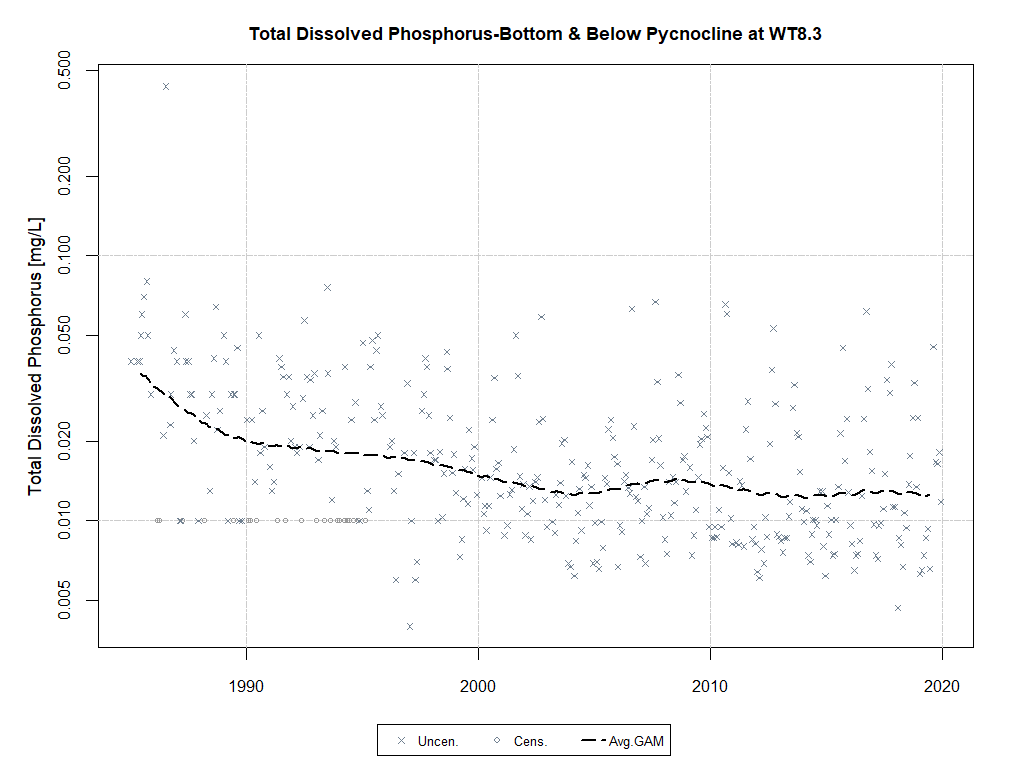 Total Dissolved Phosphorus-Bottom & Below Pycnocline at WT8.3
Total Dissolved Phosphorus [mg/L]
0.500
0.200
0.100
0.050
0.020
0.010
0.005
1990 2000 2010 2020
Uncen. Cens. Avg.GAM